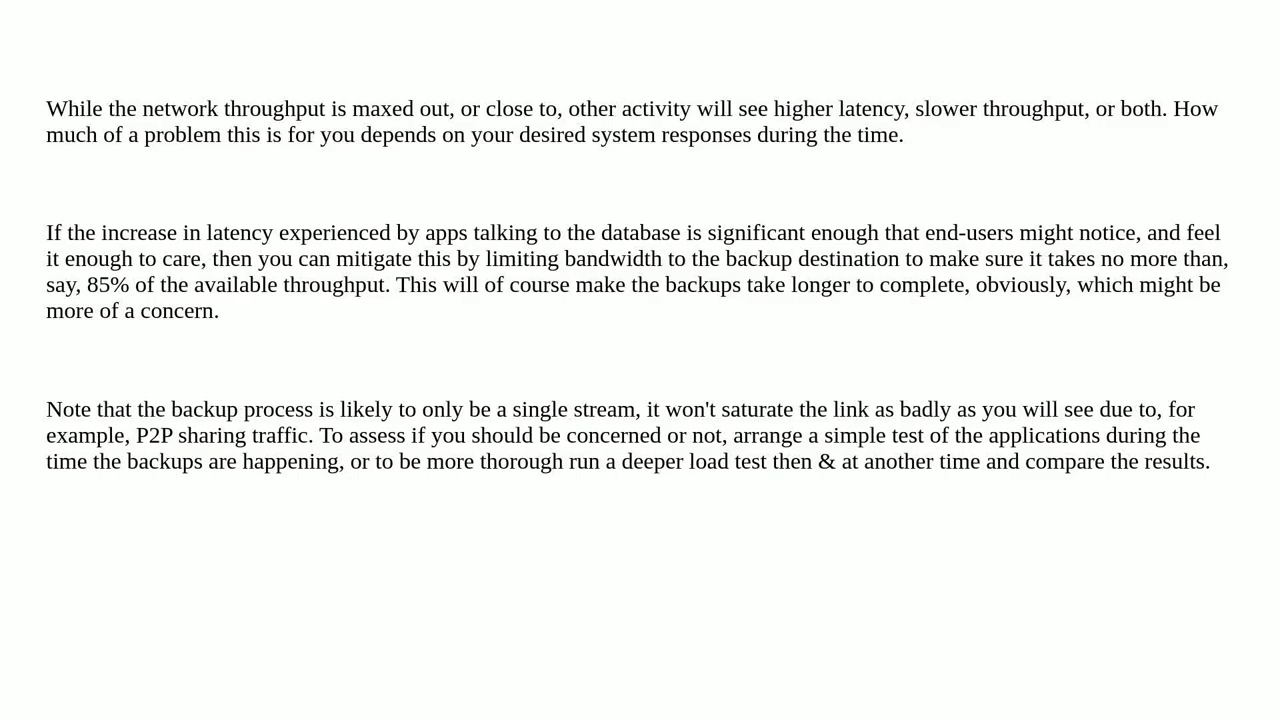 While the network throughput is maxed out, or close to, other activity will see higher latency, slower throughput, or both. How
much of a problem this is for you depends on your desired system responses during the time.
If the increase in latency experienced by apps talking to the database is significant enough that end-users might notice, and feel
it enough to care, then you can mitigate this by limiting bandwidth to the backup destination to make sure it takes no more than,
say, 85% of the available throughput. This will of course make the backups take longer to complete, obviously, which might be
more of a concern.
Note that the backup process is likely to only be a single stream, it won't saturate the link as badly as you will see due to, for
example, P2P sharing traffic. To assess if you should be concerned or not, arrange a simple test of the applications during the
time the backups are happening, or to be more thorough run a deeper load test then & at another time and compare the results.